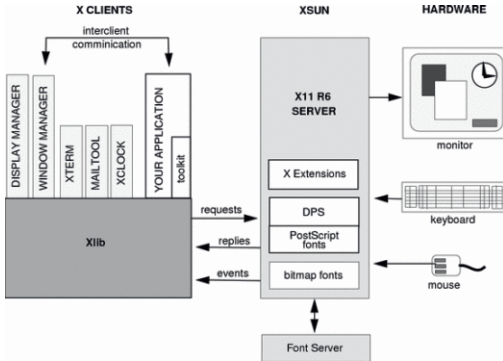 X CLIENTS
XSUN
HARDWARE
interclient
comminication
DISPLAY MANAGER
WINDOW MANAGER
XTERM
MAILTOOL
XCLOCK
YOUR APPLICATION
toolkit
Xlib
requests
replies
events
X11 R6
SERVER
X Extensions
DPS
PostScript
fonts
bitmap fonts
Font Server
monitor
keyboard
mouse